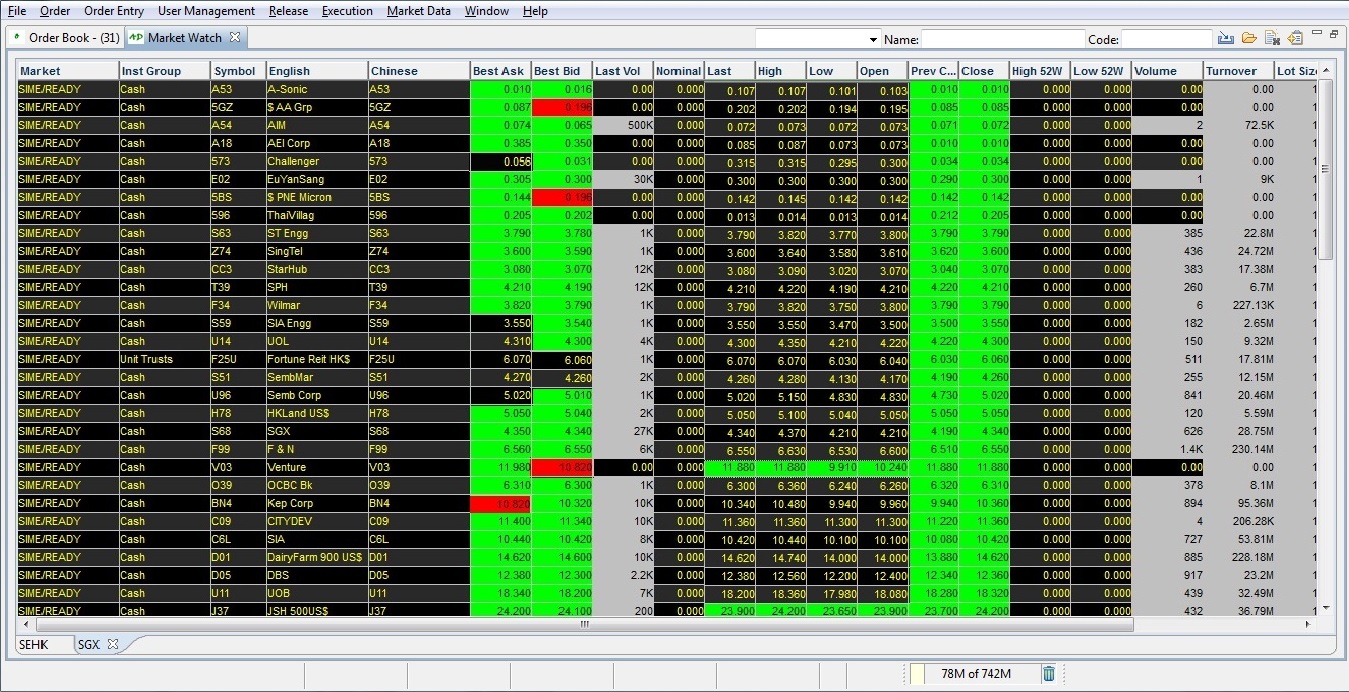 File Order Order Entry User Management Release Execution Market Data Window Help
Order Book - (31) Market Watch Name: Code:
Market Inst Group Symbol English Chinese Best Ask Best Bid Last Vol Nominal Last High Low Open Prev C... Close High 52W Low 52W Volume Turnover Lot Siz
SIME/READY Cash A53 A-Sonic A53 0.010 0.016 0.00 0.000 0.107 0.107 0.101 0.103 0.010 0.010 0.000 0.000 0.00 0.00 1
SIME/READY Cash 5GZ $ AA Grp 5GZ 0.087 0.196 0.00 0.000 0.202 0.202 0.194 0.195 0.085 0.085 0.000 0.000 0.00 0.00 1
SIME/READY Cash A54 AIM A54 0.074 0.065 500K 0.000 0.072 0.073 0.072 0.073 0.071 0.072 0.000 0.000 2 72.5K 1
SIME/READY Cash A18 AEI Corp A18 0.385 0.350 0.00 0.000 0.085 0.087 0.073 0.073 0.010 0.010 0.000 0.000 0.00 0.00 1
SIME/READY Cash 573 Challenger 573 0.056 0.031 0.00 0.000 0.315 0.315 0.295 0.300 0.034 0.034 0.000 0.000 0.00 0.00 1
SIME/READY Cash E02 EuYanSang E02 0.305 0.300 30K 0.000 0.300 0.300 0.300 0.300 0.290 0.300 0.000 0.000 1 9K 1
SIME/READY Cash 5BS $ PNE Micron 5BS 0.144 0.196 0.00 0.000 0.142 0.145 0.142 0.142 0.142 0.142 0.000 0.000 0.00 0.00 1
SIME/READY Cash 596 ThaiVillag 596 0.205 0.202 0.00 0.000 0.013 0.014 0.013 0.014 0.212 0.205 0.000 0.000 0.00 0.00 1
SIME/READY Cash S63 ST Engg S63 3.790 3.780 1K 0.000 3.790 3.820 3.770 3.800 3.790 3.790 0.000 0.000 385 22.8M 1
SIME/READY Cash Z74 SingTel Z74 3.600 3.590 1K 0.000 3.600 3.640 3.580 3.610 3.620 3.600 0.000 0.000 436 24.72M 1
SIME/READY Cash CC3 StarHub CC3 3.080 3.070 12K 0.000 3.080 3.090 3.020 3.070 3.040 3.070 0.000 0.000 383 17.38M 1
SIME/READY Cash T39 SPH T39 4.210 4.190 12K 0.000 4.210 4.220 4.190 4.190 4.220 4.210 0.000 0.000 260 6.7M 1
SIME/READY Cash F34 Wilmar F34 3.820 3.790 1K 0.000 3.790 3.820 3.750 3.800 3.790 3.790 0.000 0.000 6 227.13K 1
SIME/READY Cash S59 SIA Engg S59 3.550 3.540 1K 0.000 3.550 3.550 3.470 3.500 3.500 3.550 0.000 0.000 182 2.65M 1
SIME/READY Cash U14 UOL U14 4.310 4.300 4K 0.000 4.300 4.350 4.210 4.220 4.220 4.300 0.000 0.000 150 9.32M 1
SIME/READY Unit Trusts F25U Fortune Reit HK$ F25U 6.070 6.060 1K 0.000 6.070 6.070 6.030 6.040 6.030 6.060 0.000 0.000 511 17.81M 1
SIME/READY Cash S51 SembMar S51 4.270 4.260 2K 0.000 4.260 4.280 4.130 4.170 4.190 4.260 0.000 0.000 255 12.15M 1
SIME/READY Cash U96 Semb Corp U96 5.020 5.010 1K 0.000 5.020 5.150 4.830 4.830 4.730 5.020 0.000 0.000 841 20.46M 1
SIME/READY Cash H78 HKLand US$ H78 5.050 5.040 2K 0.000 5.050 5.100 5.040 5.050 5.050 5.050 0.000 0.000 120 5.59M 1
SIME/READY Cash S68 SGX S68 4.350 4.340 27K 0.000 4.340 4.370 4.210 4.210 4.190 4.340 0.000 0.000 626 28.75M 1
SIME/READY Cash F99 F & N F99 6.560 6.550 6K 0.000 6.550 6.630 6.530 6.600 6.510 6.550 0.000 0.000 1.4K 230.14M 1
SIME/READY Cash V03 Venture V03 11.980 10.820 0.00 0.000 11.880 11.880 9.910 10.240 11.880 11.880 0.000 0.000 0.00 0.00 1
SIME/READY Cash O39 OCBC Bk O39 6.310 6.300 1K 0.000 6.300 6.360 6.240 6.260 6.320 6.310 0.000 0.000 378 8.1M 1
SIME/READY Cash BN4 Kep Corp BN4 10.820 10.320 10K 0.000 10.340 10.480 9.940 9.960 9.940 10.360 0.000 0.000 894 95.36M 1
SIME/READY Cash C09 CITYDEV C09 11.400 11.340 10K 0.000 11.360 11.360 11.300 11.300 11.220 11.360 0.000 0.000 4 206.28K 1
SIME/READY Cash C6L SIA C6L 10.440 10.420 8K 0.000 10.420 10.440 10.100 10.100 10.080 10.420 0.000 0.000 727 53.81M 1
SIME/READY Cash D01 DairyFarm 900 US$ D01 14.620 14.600 10K 0.000 14.620 14.740 14.000 14.000 13.880 14.620 0.000 0.000 885 228.18M 1
SIME/READY Cash D05 DBS D05 12.380 12.300 2.2K 0.000 12.380 12.560 12.200 12.400 12.340 12.360 0.000 0.000 917 23.2M 1
SIME/READY Cash U11 UOB U11 18.340 18.200 7K 0.000 18.200 18.360 17.980 18.080 18.280 18.320 0.000 0.000 439 32.49M 1
SIME/READY Cash J37 JSH 500US$ J37 24.200 24.100 200 0.000 23.900 24.200 23.650 23.900 23.700 24.200 0.000 0.000 432 36.79M 1
SEHK SGX
78M of 742M